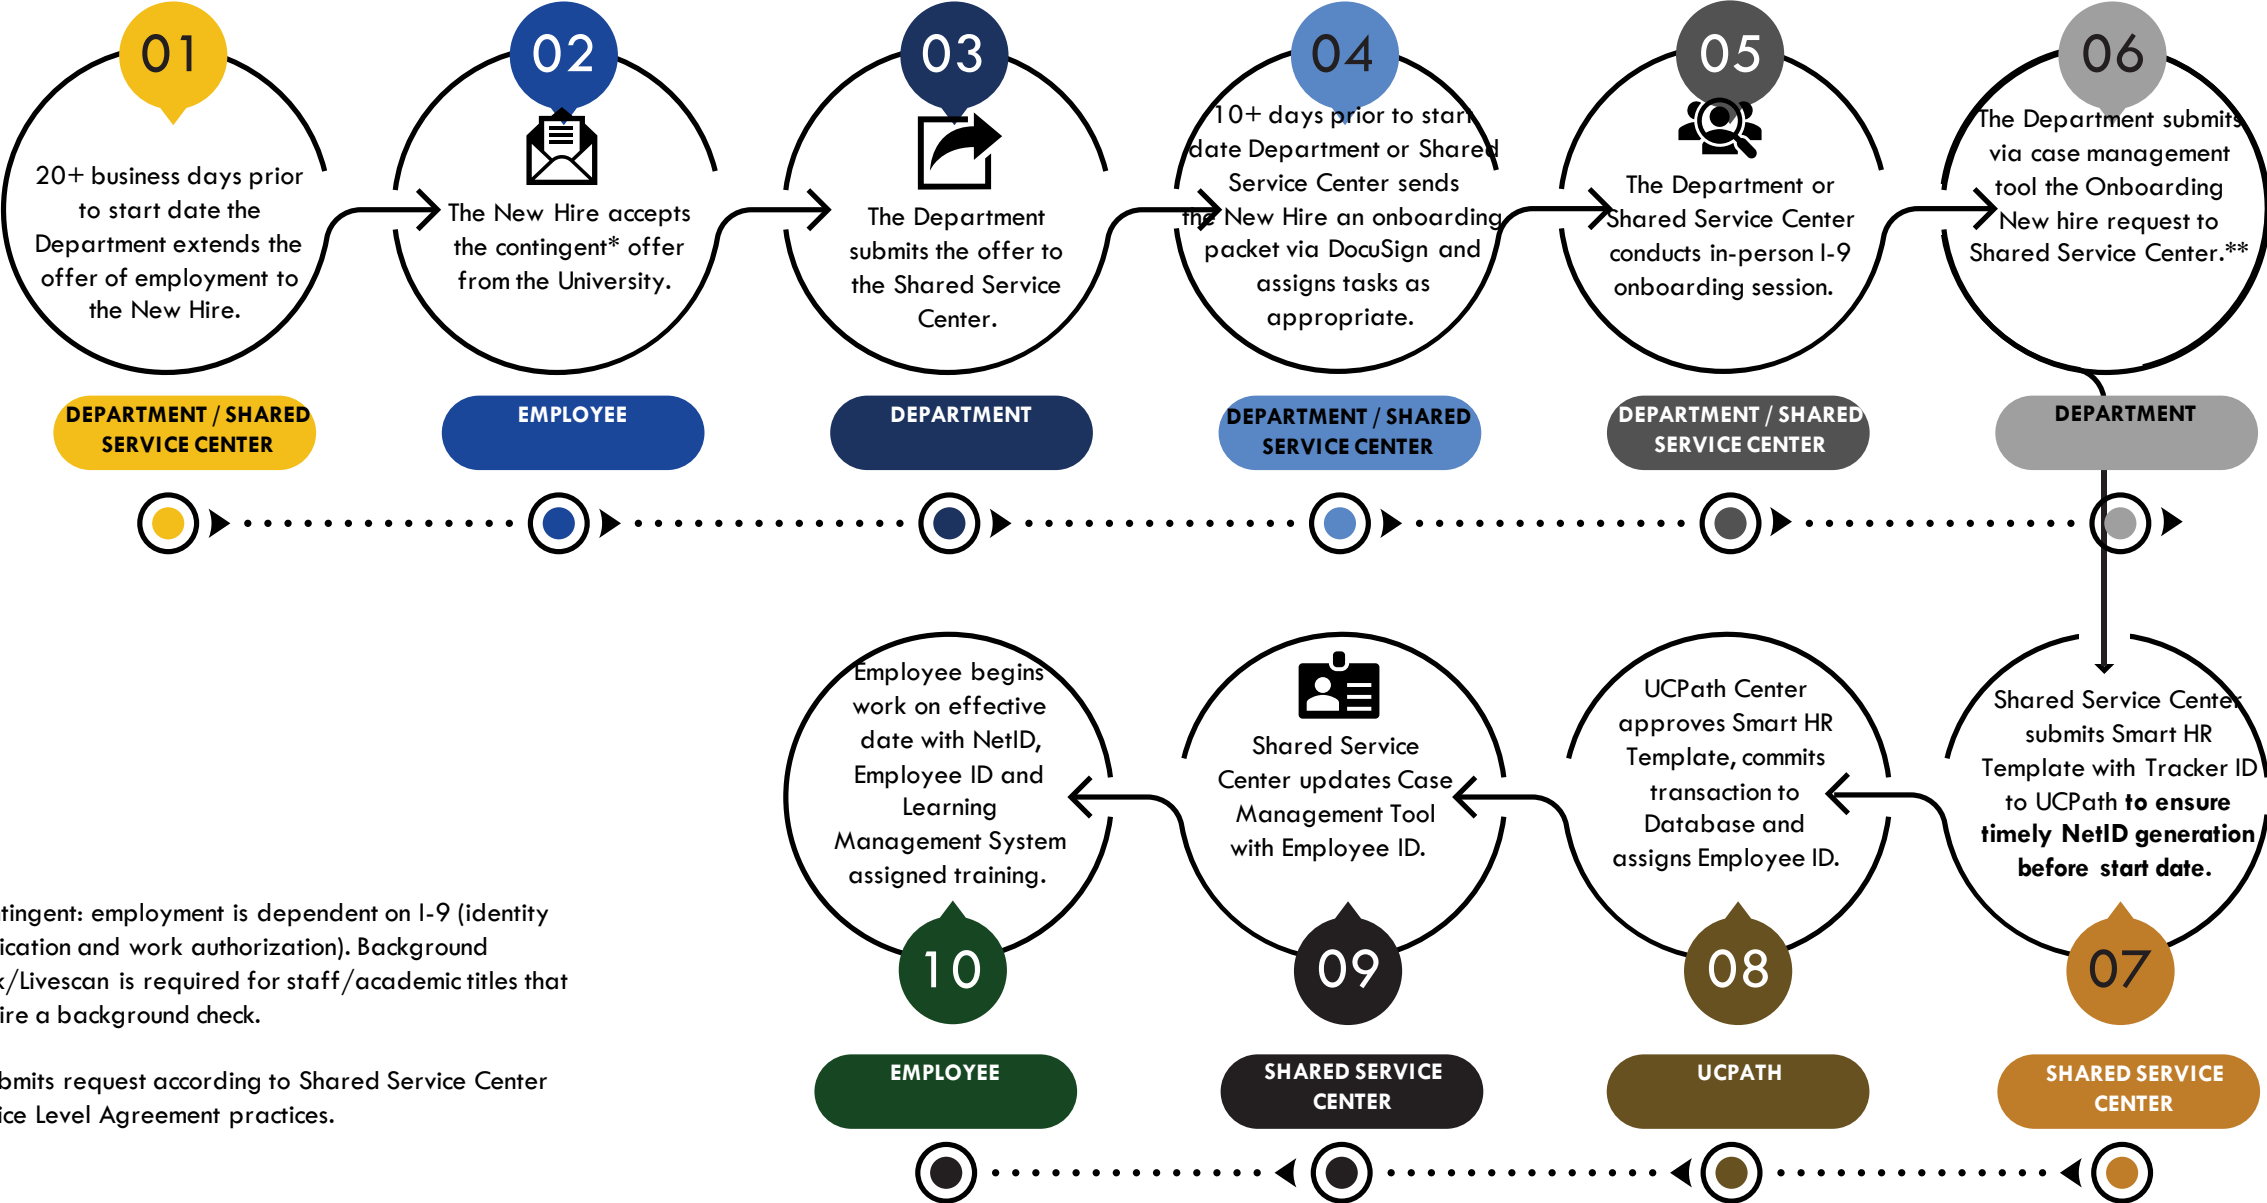 01
20+ business days prior
to start date the
Department extends the
offer of employment to
the New Hire.
DEPARTMENT / SHARED
SERVICE CENTER
02
The New Hire accepts
the contingent* offer
from the University.
EMPLOYEE
03
The Department
submits the offer to
the Shared Service
Center.
DEPARTMENT
04
10+ days prior to start
date Department or Shared
Service Center sends
the New Hire an onboarding
packet via DocuSign and
assigns tasks as
appropriate.
DEPARTMENT / SHARED
SERVICE CENTER
05
The Department or
Shared Service Center
conducts in-person I-9
onboarding session.
DEPARTMENT / SHARED
SERVICE CENTER
06
The Department submits
via case management
tool the Onboarding
New hire request to
Shared Service Center.**
DEPARTMENT
Shared Service Center
submits Smart HR
Template with Tracker ID
to UCPath to ensure
timely NetID generation
before start date.
07
SHARED SERVICE
CENTER
UCPath Center
approves Smart HR
Template, commits
transaction to
Database and
assigns Employee ID.
08
UCPATH
Shared Service
Center updates Case
Management Tool
with Employee ID.
09
SHARED SERVICE
CENTER
Employee begins
work on effective
date with NetID,
Employee ID and
Learning
Management System
assigned training.
10
EMPLOYEE
tingent: employment is dependent on I-9 (identity
ication and work authorization). Background
k/Livescan is required for staff/academic titles that
ire a background check.
bmits request according to Shared Service Center
ice Level Agreement practices.